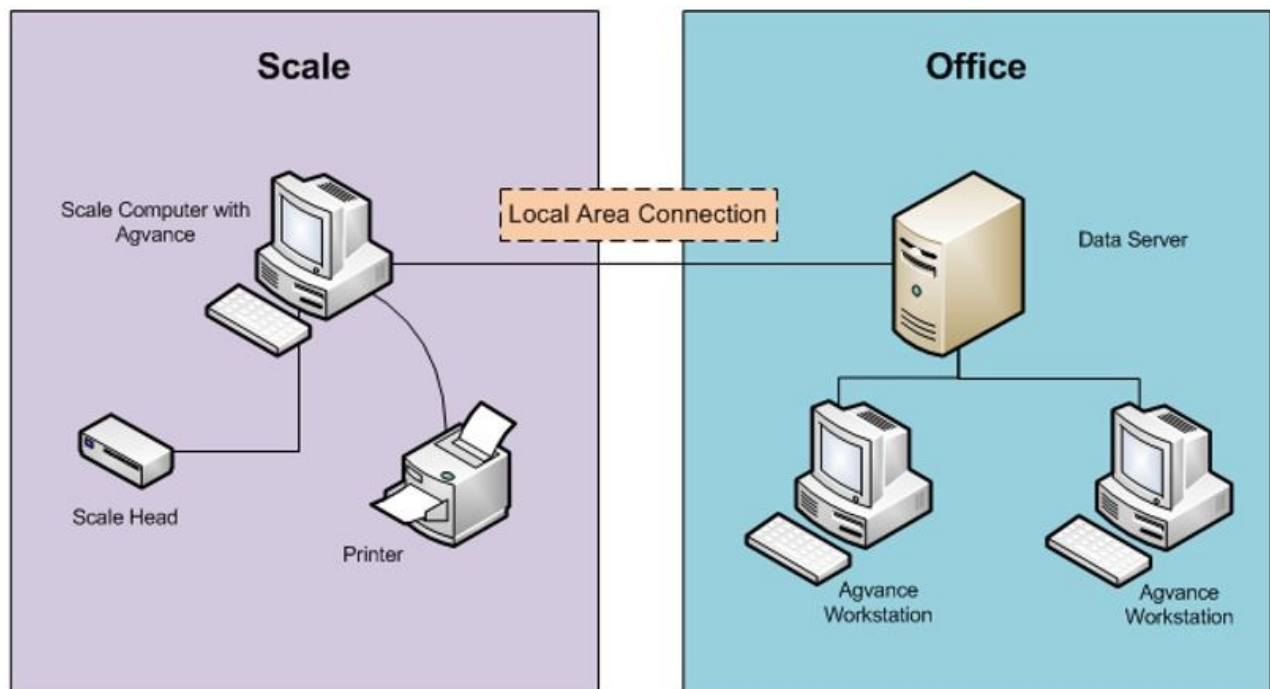 Scale
Scale Computer with
Agvance
Scale Head
Printer
Local Area Connection
Office
Data Server
Agvance
Workstation
Agvance
Workstation